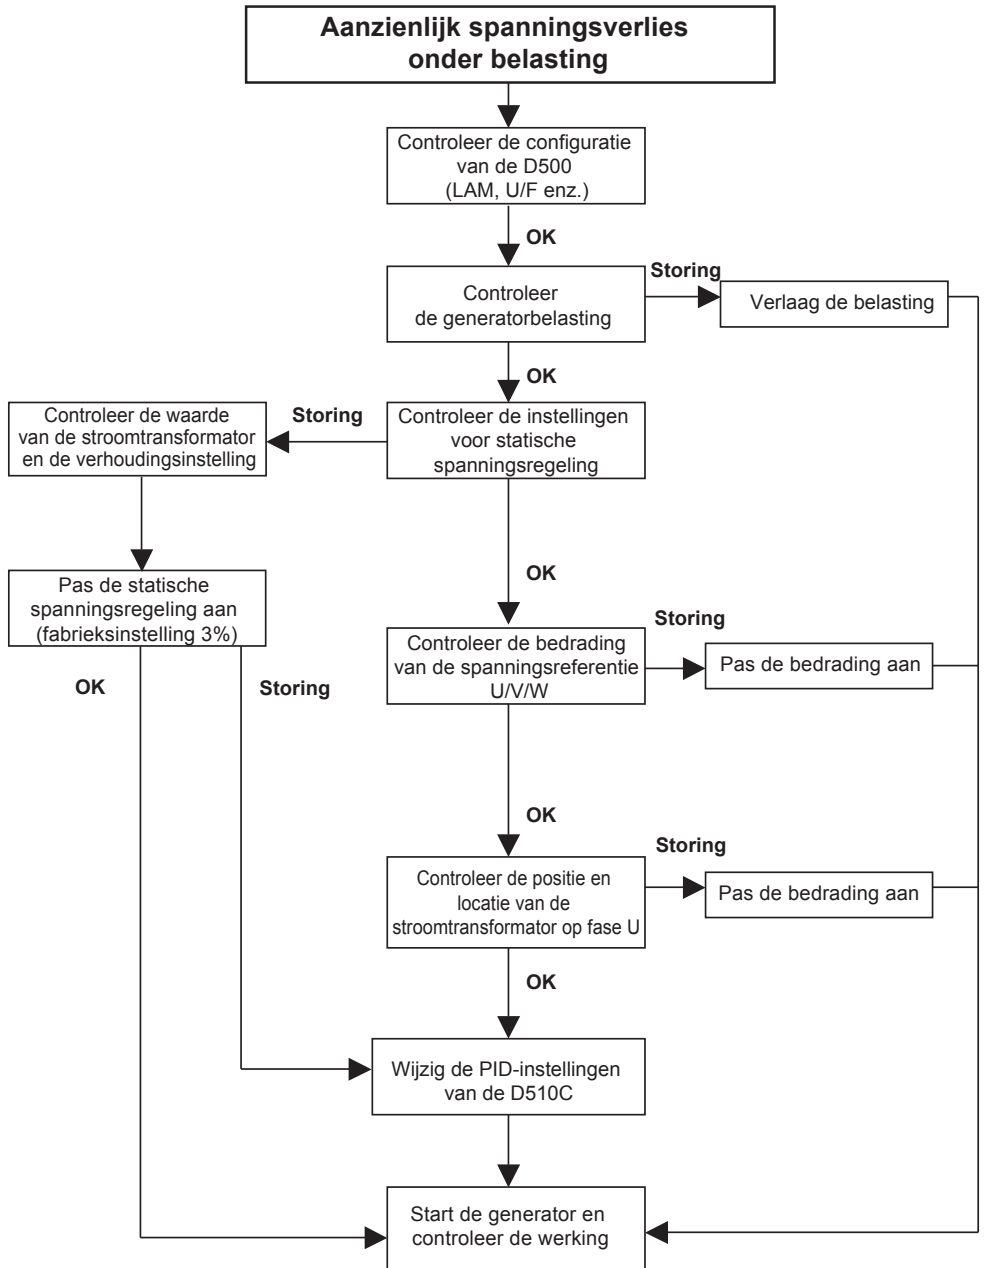 Aanzienlijk spanningsverlies
onder belasting
Controleer de configuratie
van de D500
(LAM, U/F enz.)
OK
Controleer
de generatorbelasting
Storing
Verlaag de belasting
OK
Controleer de instellingen
voor statische
spanningsregeling
Storing
Controleer de waarde
van de stroomtransformator
en de verhoudingsinstelling
Pas de statische
spanningsregeling aan
(fabrieksinstelling 3%)
OK
Storing
OK
Controleer de bedrading
van de spanningsreferentie
U/V/W
Storing
Pas de bedrading aan
OK
Controleer de positie en
locatie van de
stroomtransformator op fase U
Storing
Pas de bedrading aan
OK
Wijzig de PID-instellingen
van de D510C
Start de generator en
controleer de werking